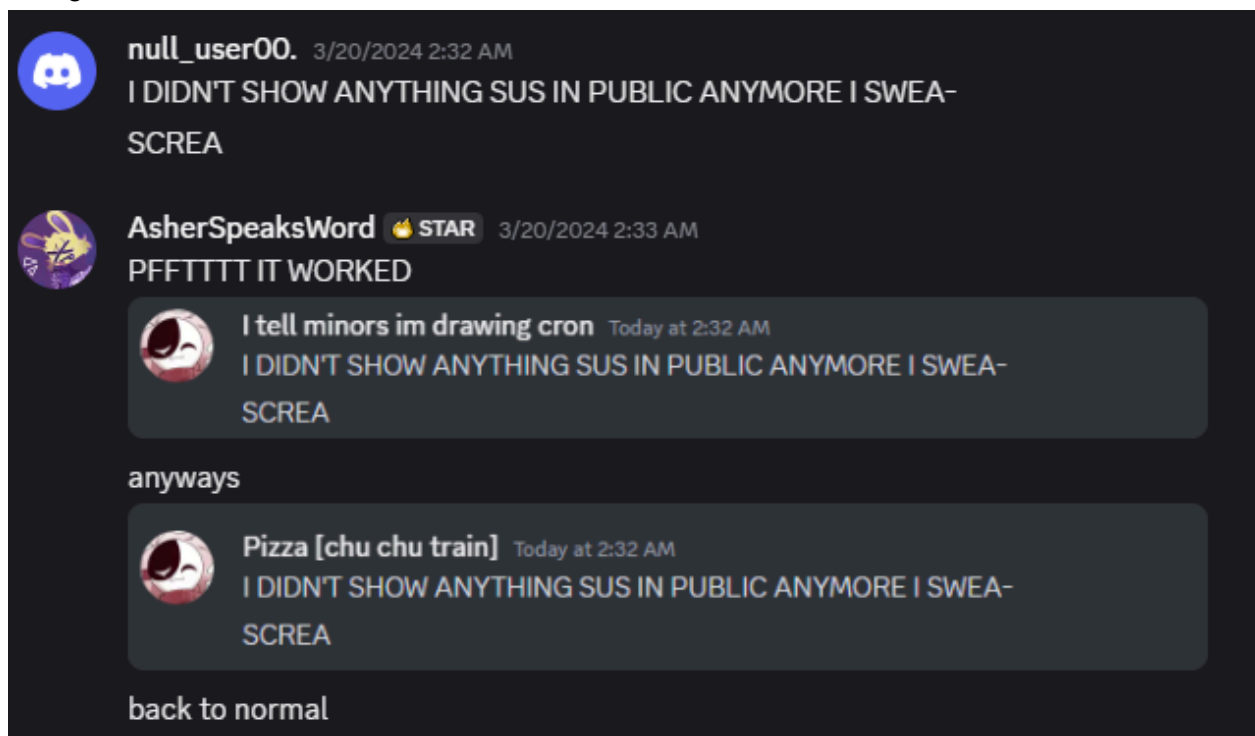 null_user00. 3/20/2024 2:32 AM
I DIDN'T SHOW ANYTHING SUS IN PUBLIC ANYMORE I SWEA-
SCREA
AsherSpeaksWord STAR 3/20/2024 2:33 AM
PFFTTTT IT WORKED
I tell minors im drawing cron Today at 2:32 AM
I DIDN'T SHOW ANYTHING SUS IN PUBLIC ANYMORE I SWEA-
SCREA
anyways
Pizza [chu chu train] Today at 2:32 AM
I DIDN'T SHOW ANYTHING SUS IN PUBLIC ANYMORE I SWEA-
SCREA
back to normal